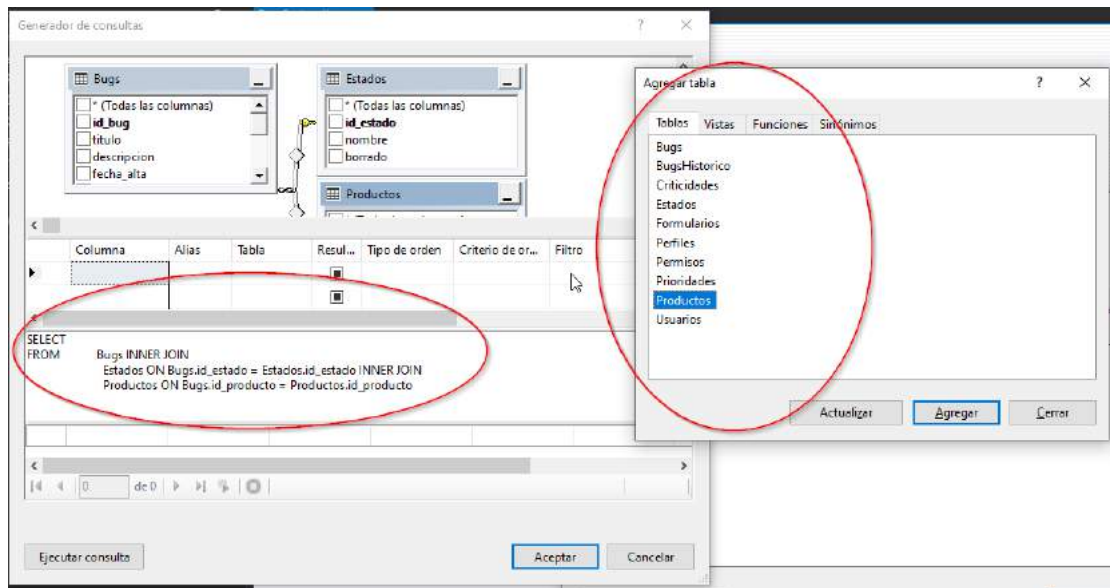 Generador de consultas
? ×
Bugs
* (Todas las columnas)
id_bug
titulo
descripcion
fecha_alta
Estados
* (Todas las columnas)
id_estado
nombre
borrado
Productos
Columna Alias Tabla Resul... Tipo de orden Criterio de or... Filtro
SELECT
FROM Bugs INNER JOIN
Estados ON Bugs.id_estado = Estados.id_estado INNER JOIN
Productos ON Bugs.id_producto = Productos.id_producto
0 de 0
Ejecutar consulta
Aceptar
Cancelar
Agregar tabla
? ×
Tablas Vistas Funciones Sinónimos
Bugs
BugsHistorico
Criticidades
Estados
Formularios
Perfiles
Permisos
Prioridades
Productos
Usuarios
Actualizar
Agregar
Cerrar